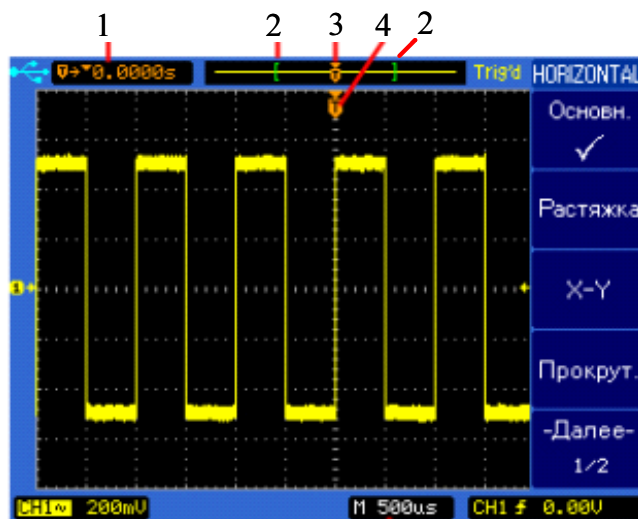 1 2 3 4 2
T→▼0.0000s T Trig'd HORIZONTAL
T
Основн.
Растяжка
1 X-Y
Прокрут.
-Далее-
1/2
CH1~ 200mV M 500us CH1 0.00V